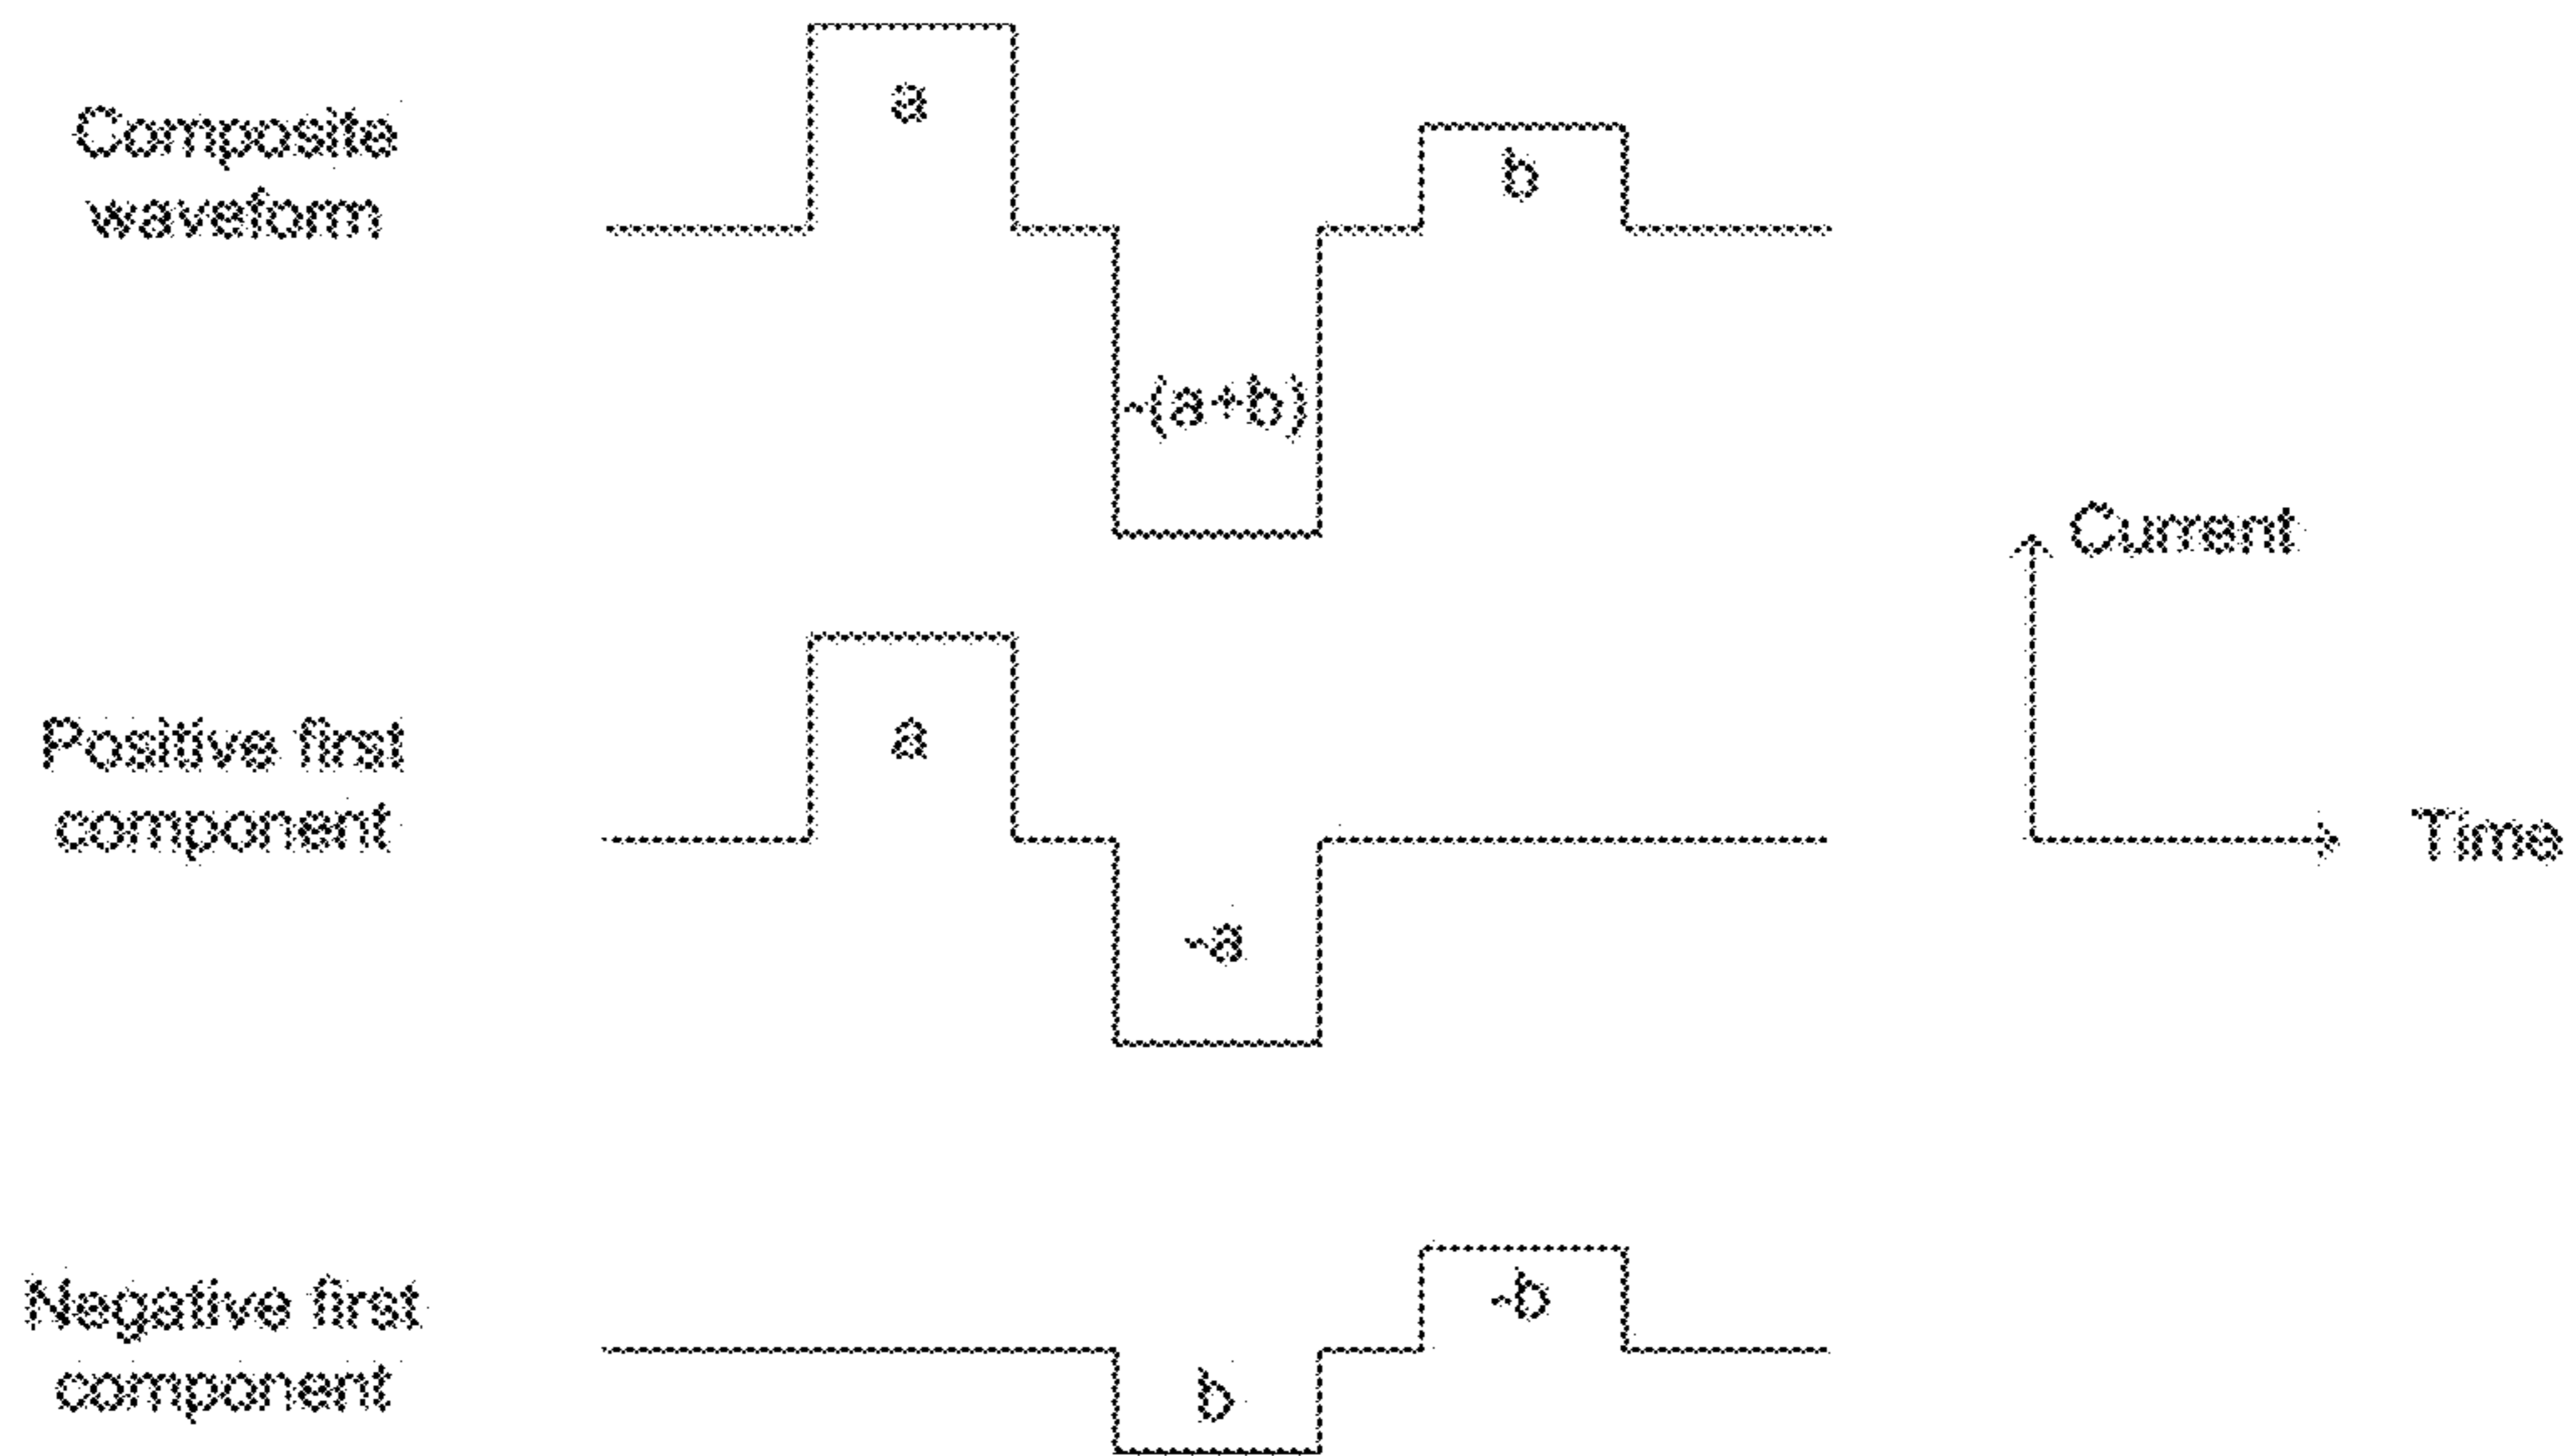 Composite
waveform
a
b
-(a+b)
Current
Positive first
component
a
Time
-a
Negative first
component
-b
b